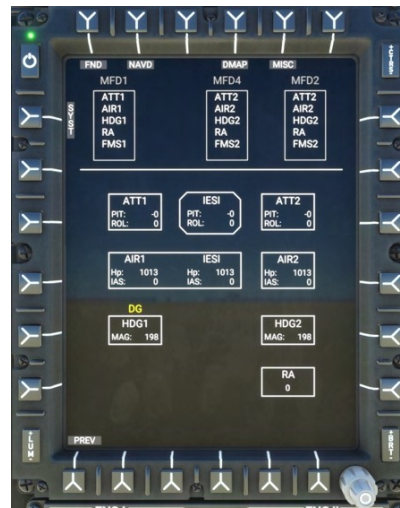 FND NAVD DMAP MISC
+CTRS-
MFD1 MFD4 MFD2
SYST
ATT1 ATT2 ATT2
AIR1 AIR2 AIR2
HDG1 HDG2 HDG2
RA RA RA
FMS1 FMS2 FMS2
ATT1 IESI ATT2
PIT: -0 PIT: -0 PIT: -0
ROL: 0 ROL: 0 ROL: 0
AIR1 IESI AIR2
Hp: 1013 Hp: 1013 Hp: 1013
IAS: 0 IAS: 0 IAS: 0
DG
HDG1 HDG2
MAG: 198 MAG: 198
RA
0
PREV
+LUM-
+BRT-